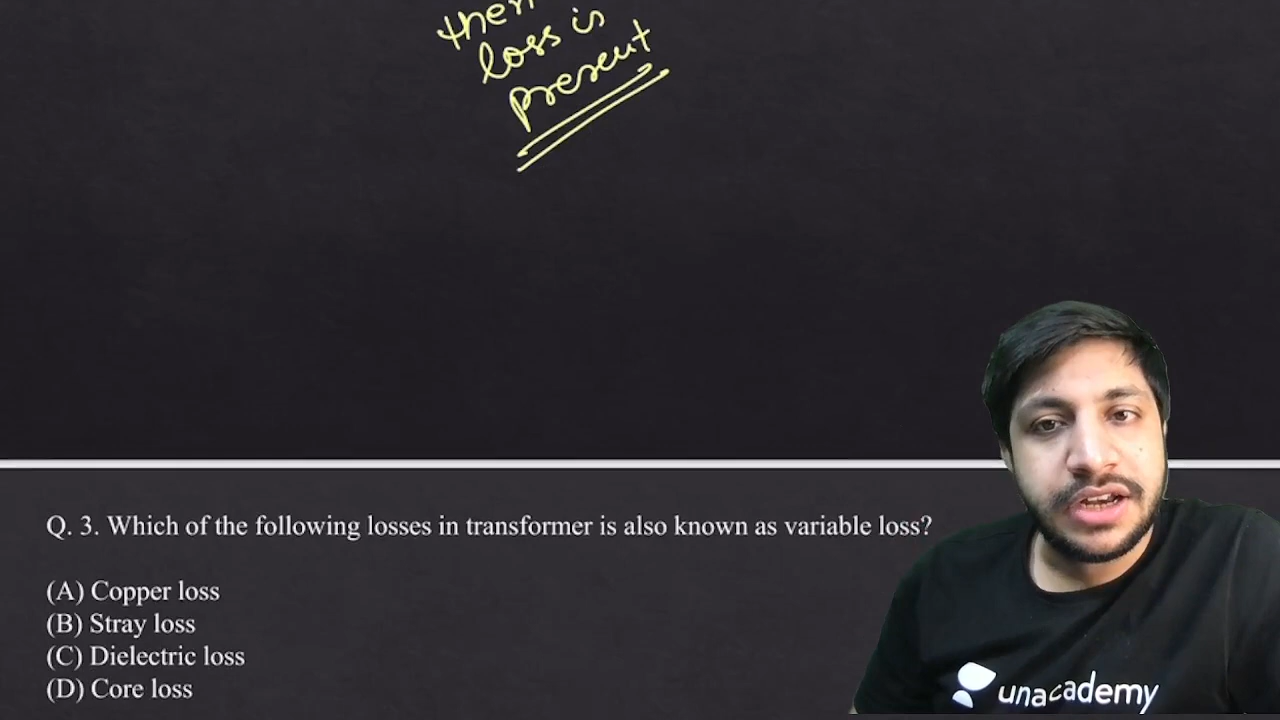 loss is
present
Q. 3. Which of the following losses in transformer is also known as variable loss?
(A) Copper loss
(B) Stray loss
(C) Dielectric loss
(D) Core loss
unacademy